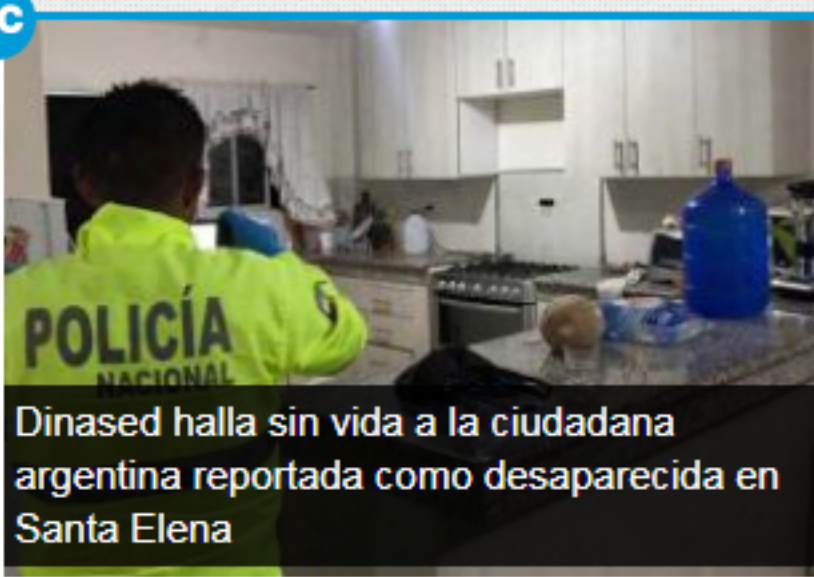 C
POLICÍA
NACIONAL
Dinased halla sin vida a la ciudadana
argentina reportada como desaparecida en
Santa Elena